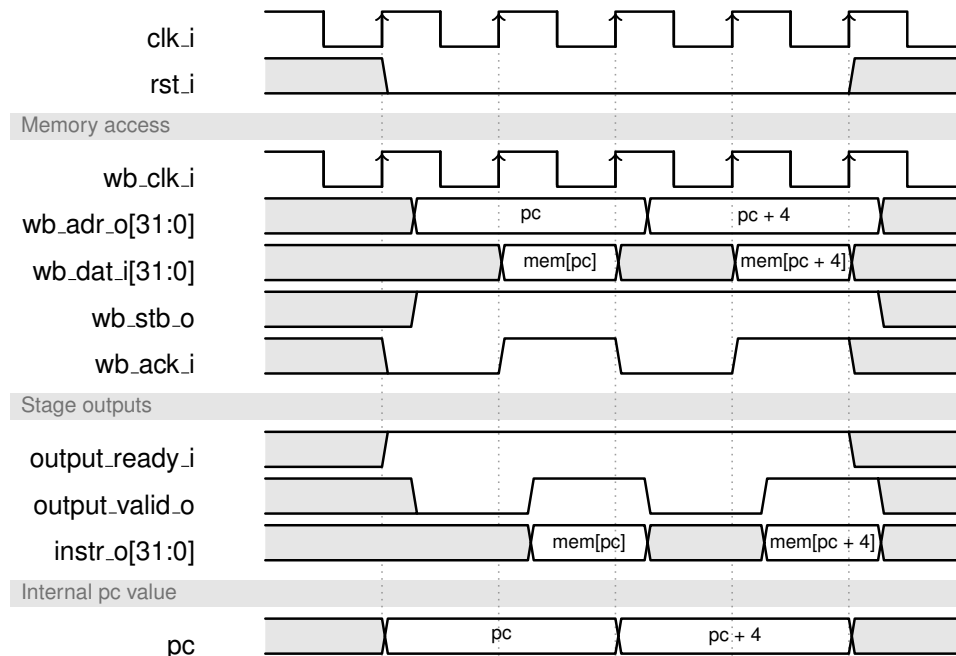 clk_i
rst_i
Memory access
wb_clk_i
wb_adr_o[31:0] pc pc + 4
wb_dat_i[31:0] mem[pc] mem[pc + 4]
wb_stb_o
wb_ack_i
Stage outputs
output_ready_i
output_valid_o
instr_o[31:0] mem[pc] mem[pc + 4]
Internal pc value
pc pc pc + 4